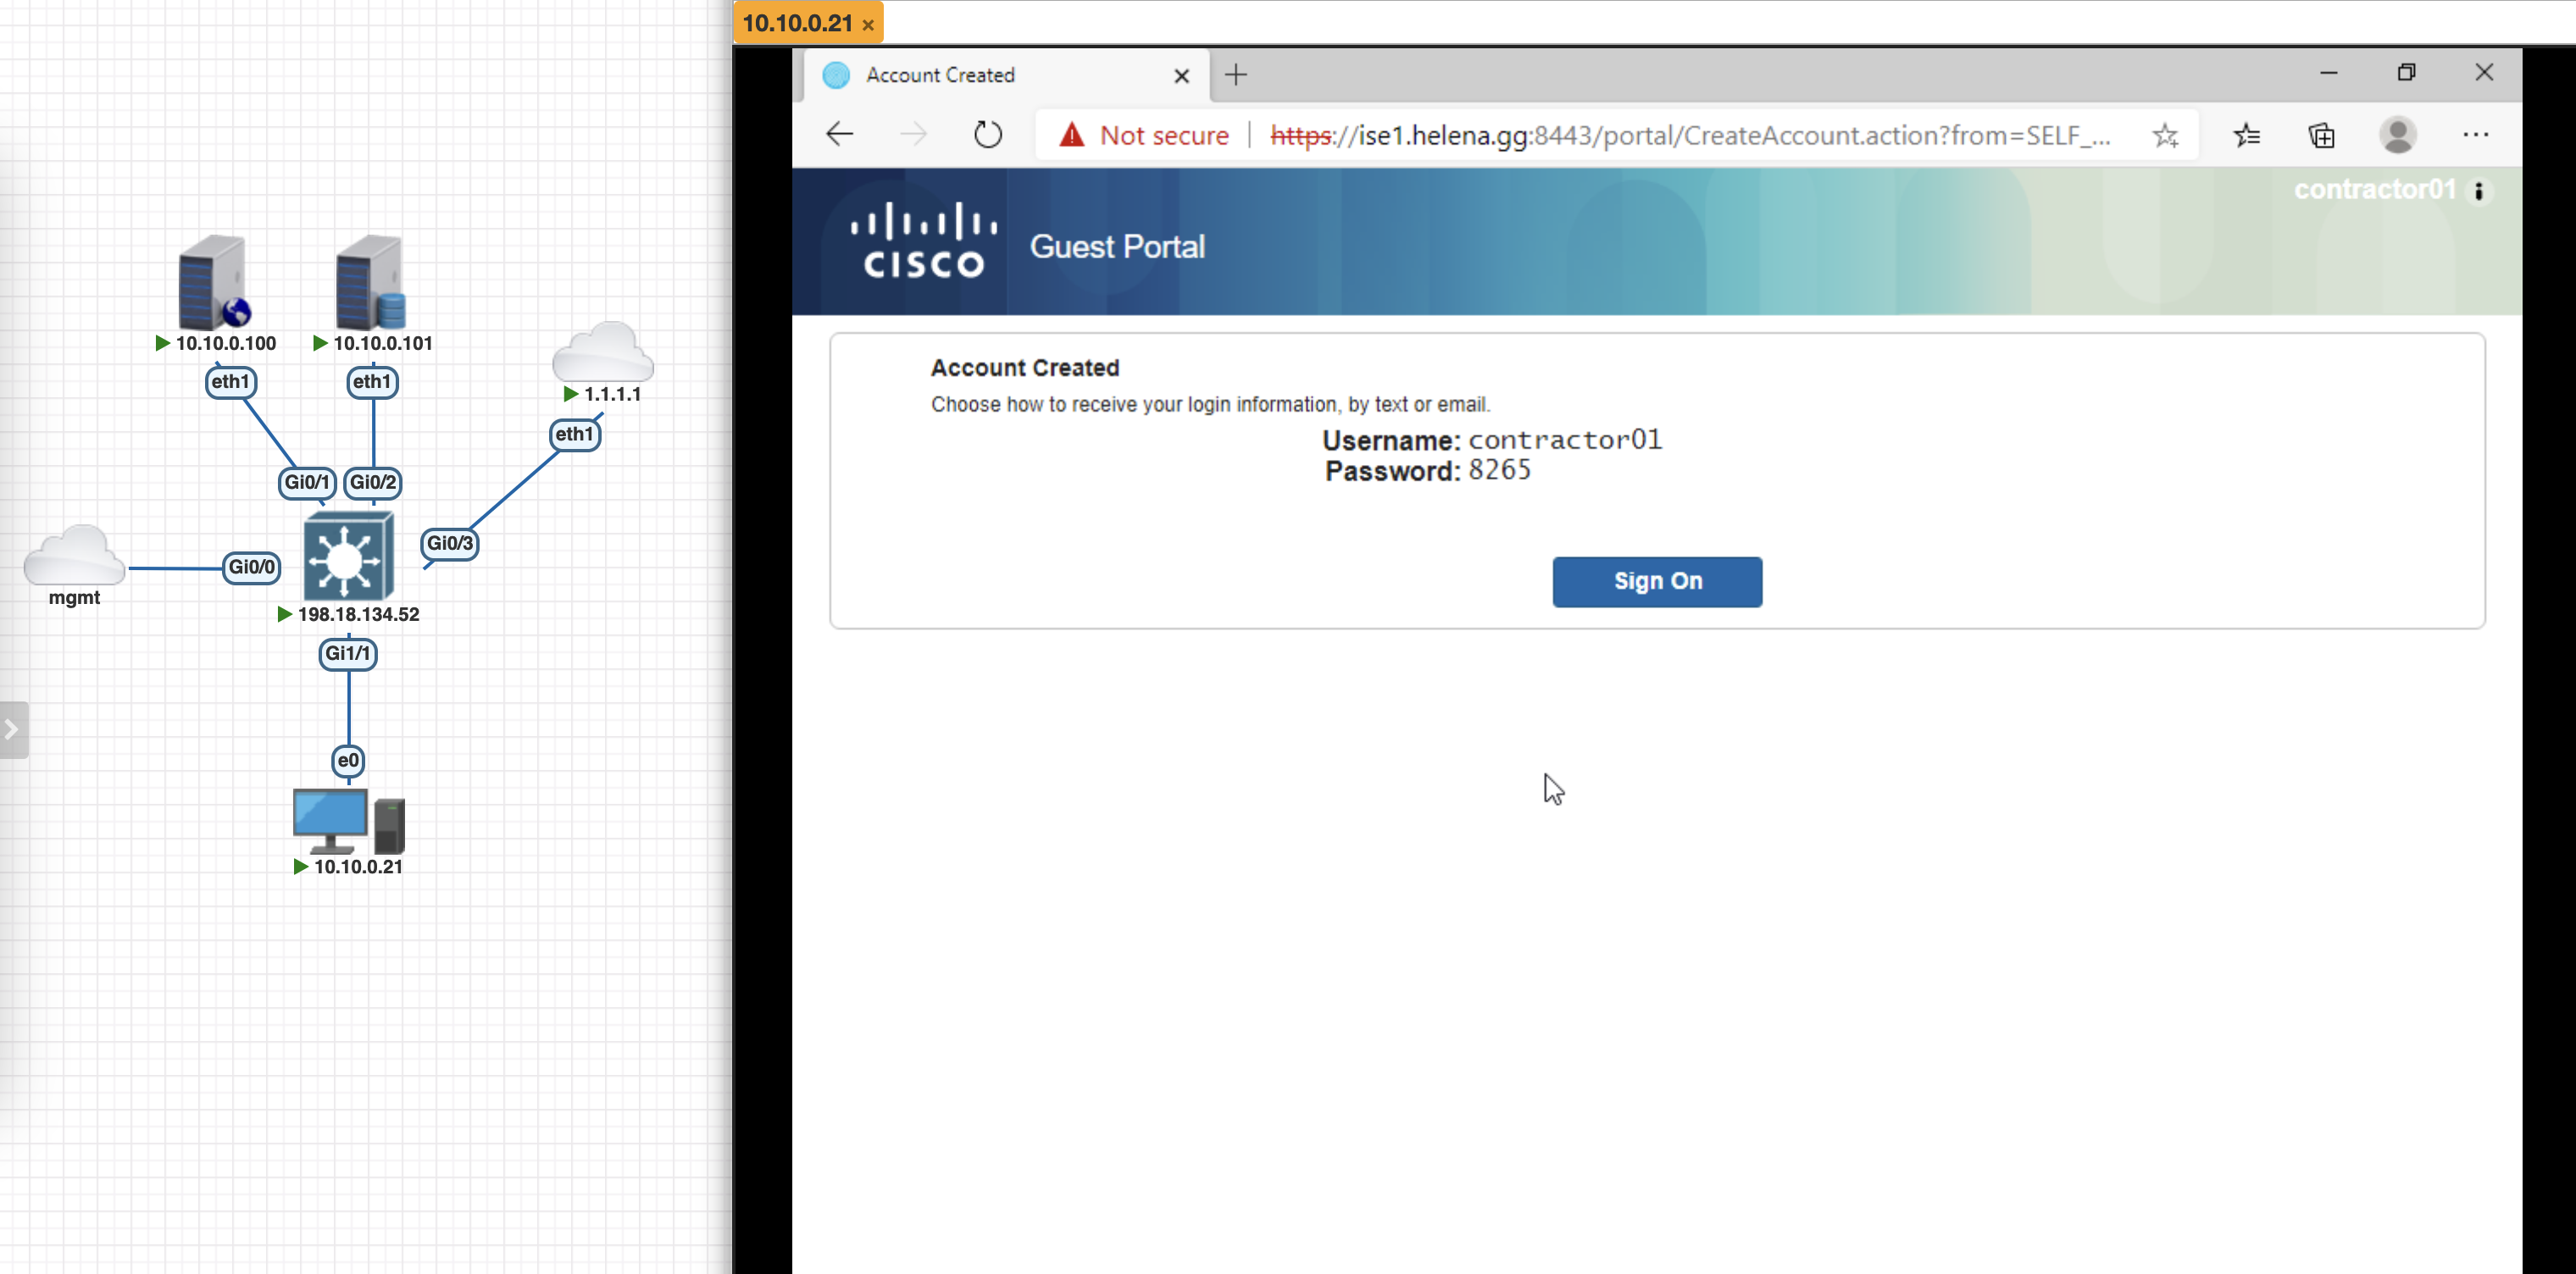 10.10.0.21 ×
Account Created
Not secure | https://ise1.helena.gg:8443/portal/CreateAccount.action?from=SELF_...
contractor01
CISCO
Guest Portal
Account Created
Choose how to receive your login information, by text or email.
Username: contractor01
Password: 8265
Sign On
10.10.0.100
10.10.0.101
eth1
eth1
1.1.1.1
eth1
Gi0/1
Gi0/2
Gi0/3
Gi0/0
mgmt
198.18.134.52
Gi1/1
e0
10.10.0.21